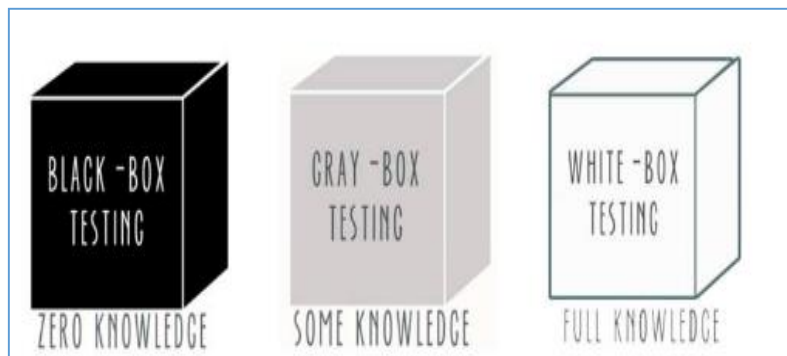 BLACK -BOX
TESTING
ZERO KNOWLEDGE
GRAY -BOX
TESTING
SOME KNOWLEDGE
WHITE -BOX
TESTING
FULL KNOWLEDGE